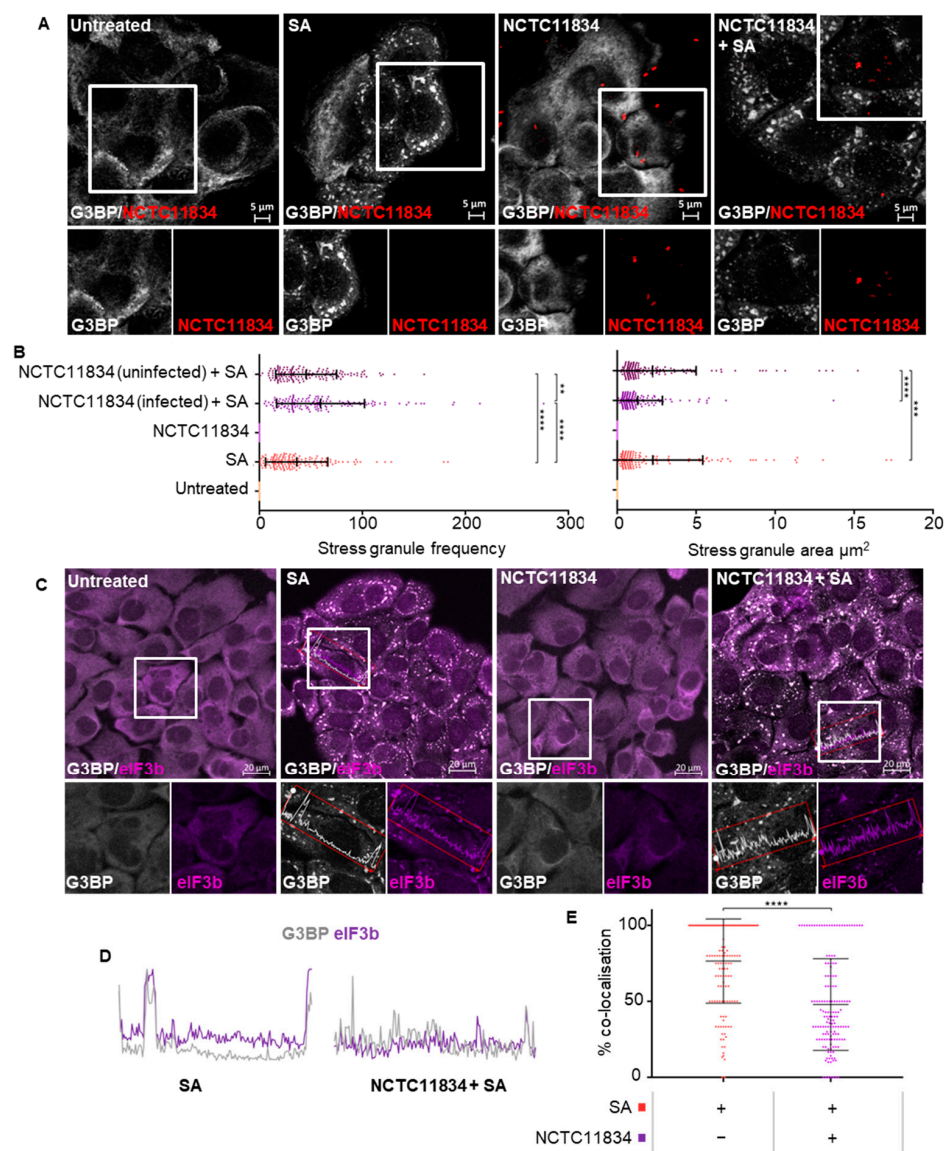 A
Untreated
SA
NCTC11834
NCTC11834
+ SA
G3BP/NCTC11834
5 µm
G3BP/NCTC11834
5 µm
G3BP/NCTC11834
5 µm
G3BP/NCTC11834
5 µm
G3BP
NCTC11834
G3BP
NCTC11834
G3BP
NCTC11834
G3BP
NCTC11834
B
NCTC11834 (uninfected) + SA
NCTC11834 (infected) + SA
NCTC11834
SA
Untreated
****
**
****
0
100
200
300
Stress granule frequency
****
***
0
5
10
15
20
Stress granule area µm²
C
Untreated
SA
NCTC11834
NCTC11834 + SA
G3BP/eIF3b
20 µm
G3BP/eIF3b
20 µm
G3BP/eIF3b
20 µm
G3BP/eIF3b
20 µm
G3BP
eIF3b
G3BP
eIF3b
G3BP
eIF3b
G3BP
eIF3b
D
G3BP eIF3b
SA
NCTC11834 + SA
E
****
100
50
0
% co-localisation
SA + +
NCTC11834 − +